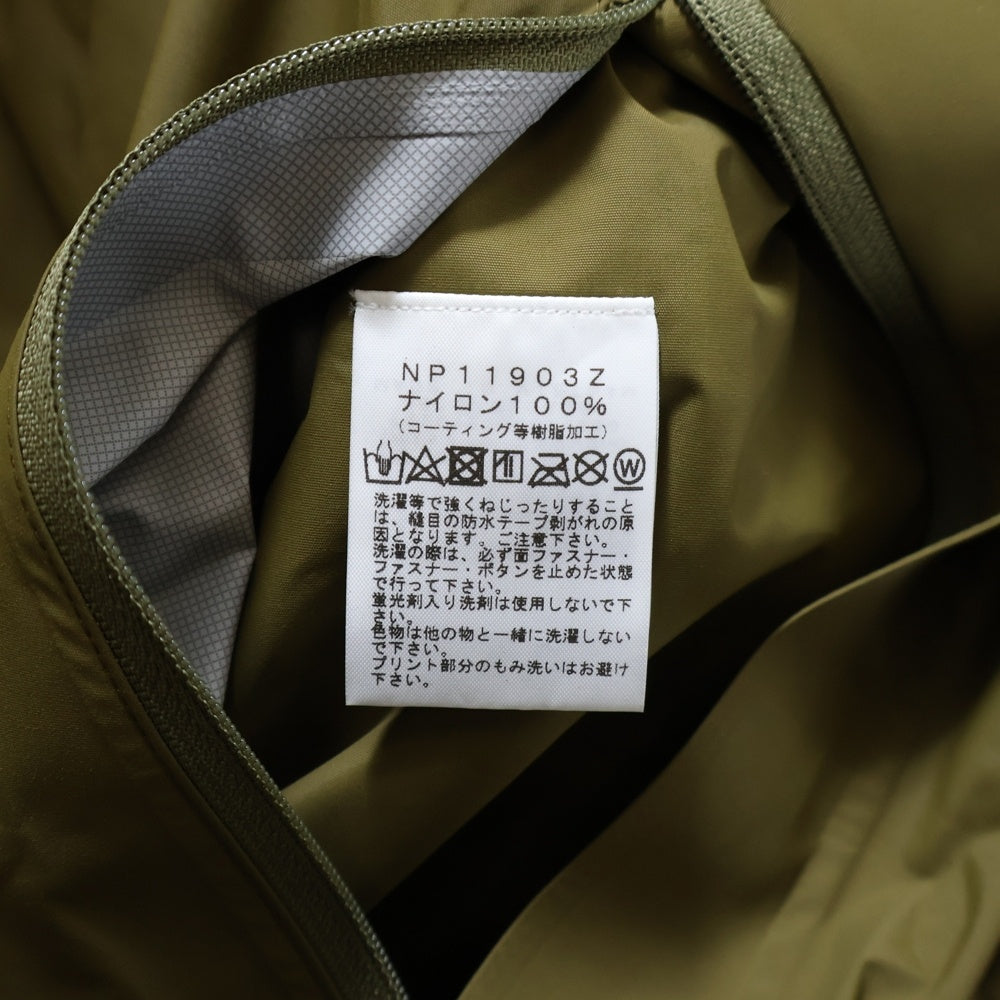 NP11903Z
ナイロン100%
(コーティング等樹脂加工)
W
洗濯等で強くねじったりすること
は、縫目の防水テープ剥がれの原
因となります。ご注意下さい。
洗濯の際は、必ず面ファスナー・
ファスナー・ボタンを止めた状態
で行って下さい。
蛍光剤入り洗剤は使用しないで下
さい。
色物は他の物と一緒に洗濯しない
で下さい。
プリント部分のもみ洗いはお避け
下さい。